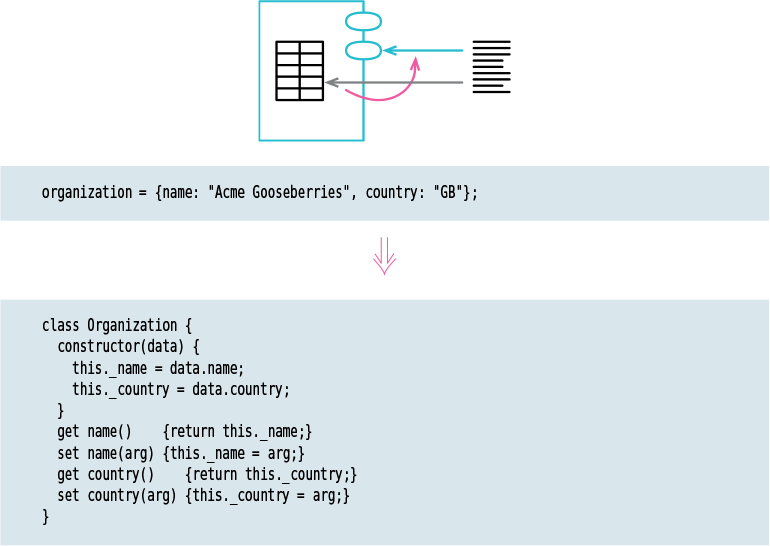 organization = {name: "Acme Gooseberries", country: "GB"};
class Organization {
  constructor(data) {
    this._name = data.name;
    this._country = data.country;
  }
  get name()    {return this._name;}
  set name(arg) {this._name = arg;}
  get country()    {return this._country;}
  set country(arg) {this._country = arg;}
}